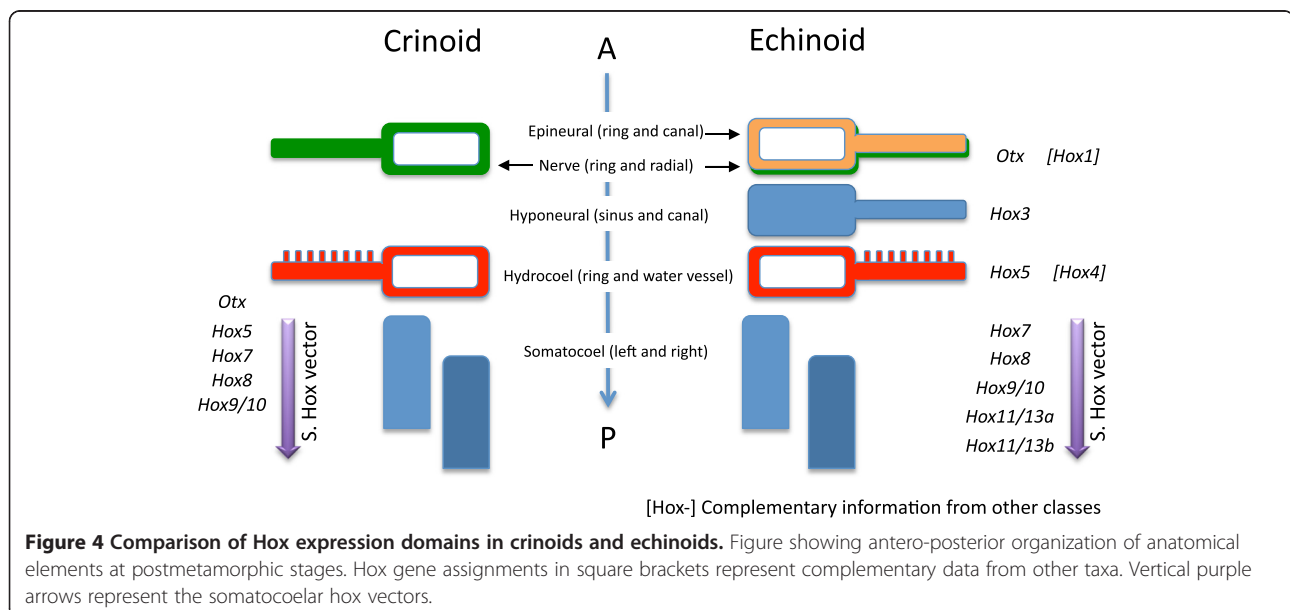 Crinoid
A
Echinoid
Epineural (ring and canal)
Nerve (ring and radial)
Otx [Hox1]
Hyponeural (sinus and canal)
Hox3
Hydrocoel (ring and water vessel)
Hox5 [Hox4]
Otx
Hox5
Hox7
Hox8
Hox9/10
S. Hox vector
Somatocoel (left and right)
P
Hox7
Hox8
Hox9/10
Hox11/13a
Hox11/13b
S. Hox vector
[Hox-] Complementary information from other classes
Figure 4 Comparison of Hox expression domains in crinoids and echinoids. Figure showing antero-posterior organization of anatomical
elements at postmetamorphic stages. Hox gene assignments in square brackets represent complementary data from other taxa. Vertical purple
arrows represent the somatocoelar hox vectors.